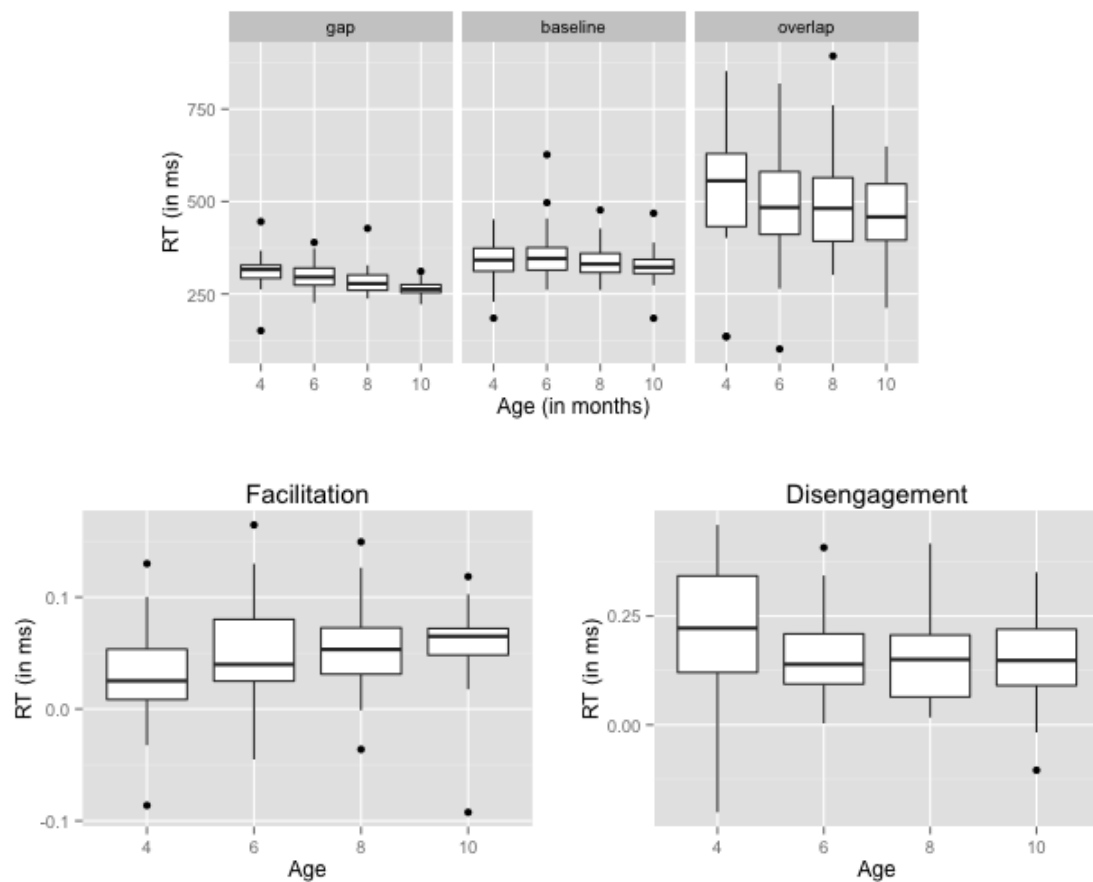 gap baseline overlap
750
500
250
RT (in ms)
4 6 8 10 4 6 8 10 4 6 8 10
Age (in months)
Facilitation
0.1
0.0
-0.1
RT (in ms)
4 6 8 10
Age
Disengagement
0.25
0.00
RT (in ms)
4 6 8 10
Age